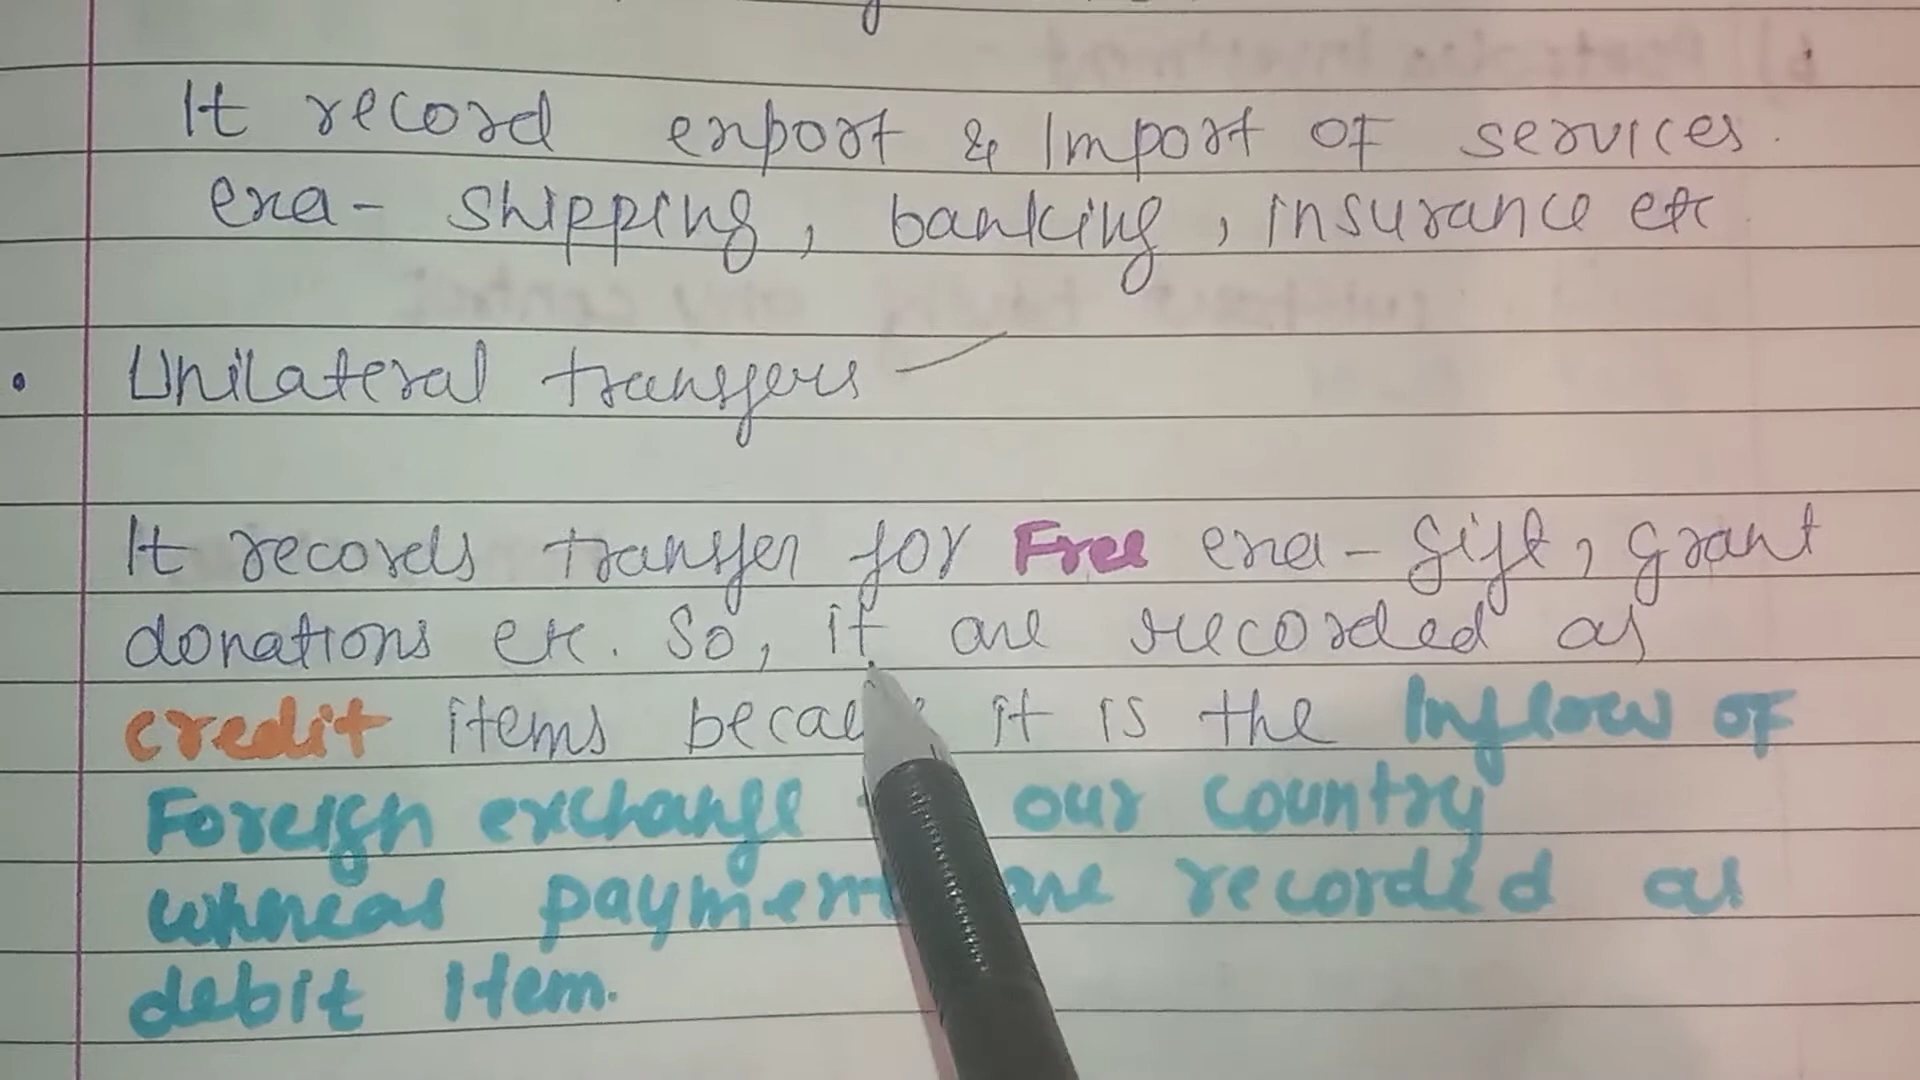 It record export & Import of services.
exa- shipping, banking, insurance etc
• Unilateral transfers -
It records transfer for Free exa - gift, grant
donations etc. So, it are recorded as
credit items it is the Inflow of
Foreign exchange our country
whereas are recorded as
debit Item.